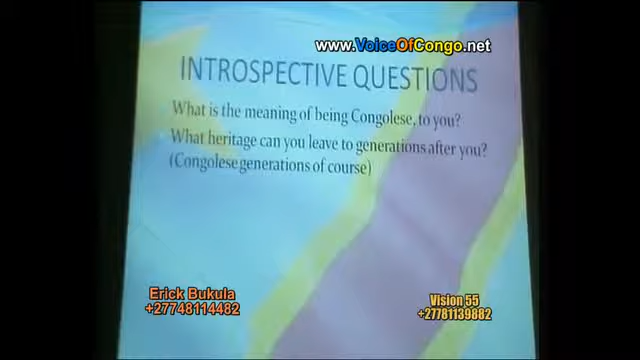 www.VoiceOfCongo.net
INTROSPECTIVE QUESTIONS
What is the meaning of being Congolese, to you?
What heritage can you leave to generations after you?
(Congolese generations of course)
Erick Bukula
+27748114482
Vision 55
+27781139882